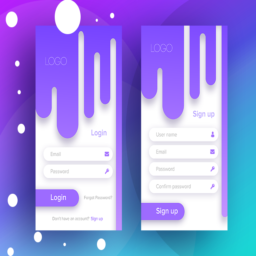 LOGO
Login
Email
Password
Login
Forgot Password?
Don't have an account? Sign up
LOGO
Sign up
User name
Email
Password
Confirm password
Sign up